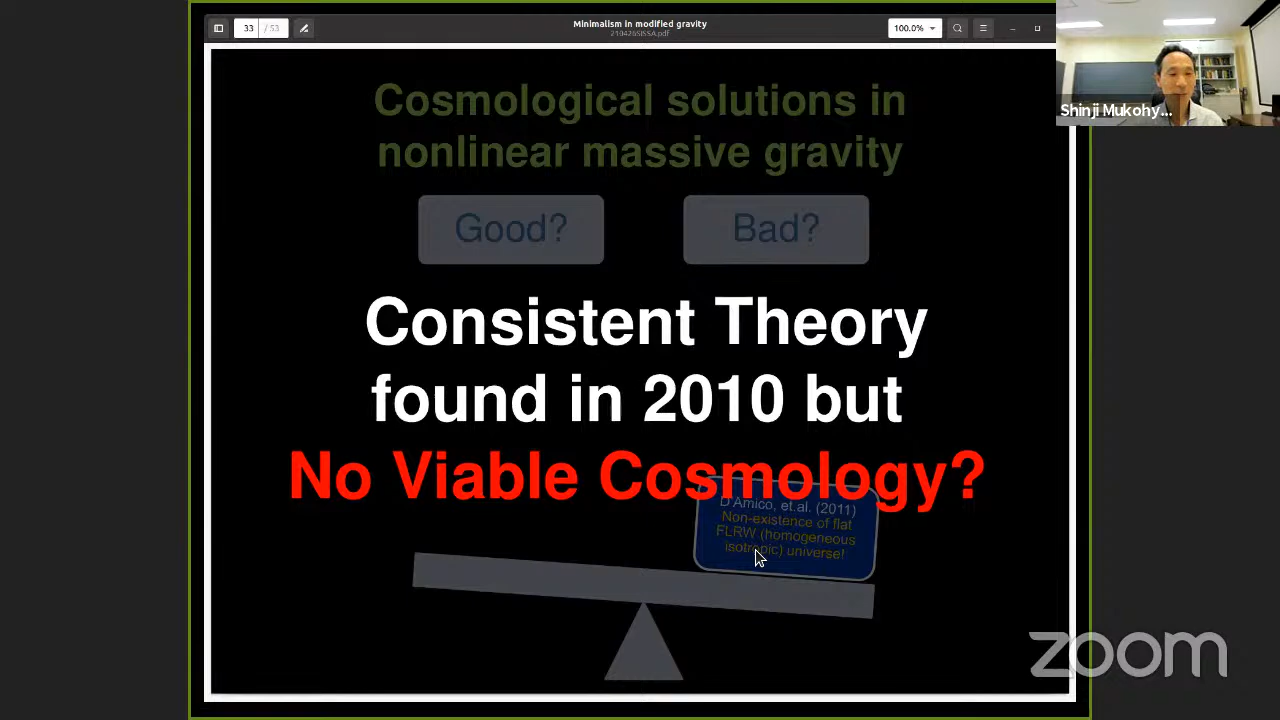 Minimalism in modified gravity
210426SISSA.pdf
33 / 53
100.0%
Shinji Mukohy...
Cosmological solutions in
nonlinear massive gravity
Good?
Bad?
Consistent Theory
found in 2010 but
No Viable Cosmology?
D'Amico, et.al. (2011)
Non-existence of flat
FLRW (homogeneous
isotropic) universe!
zoom